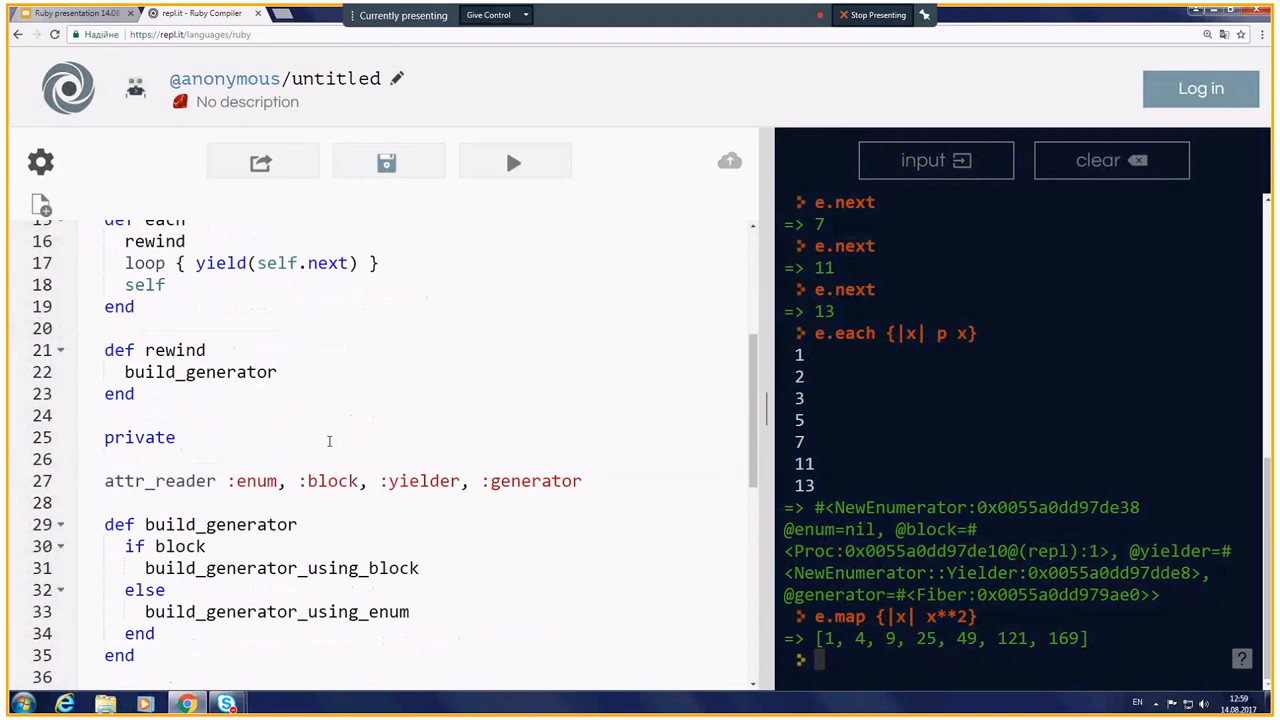 Ruby presentation 14.08
repl.it - Ruby Compiler
Currently presenting
Give Control
Stop Presenting
Надійне
https://repl.it/languages/ruby
@anonymous/untitled
No description
Log in
input
clear
15 def each
16 rewind
17 loop { yield(self.next) }
18 self
19 end
20
21 def rewind
22 build_generator
23 end
24
25 private
26
27 attr_reader :enum, :block, :yielder, :generator
28
29 def build_generator
30 if block
31 build_generator_using_block
32 else
33 build_generator_using_enum
34 end
35 end
36
e.next
=> 7
e.next
=> 11
e.next
=> 13
e.each {|x| p x}
1
2
3
5
7
11
13
=> #<NewEnumerator:0x0055a0dd97de38
@enum=nil, @block=#
<Proc:0x0055a0dd97de10@(repl):1>, @yielder=#
<NewEnumerator::Yielder:0x0055a0dd97dde8>,
@generator=#<Fiber:0x0055a0dd979ae0>>
e.map {|x| x**2}
=> [1, 4, 9, 25, 49, 121, 169]
?
EN
12:59
14.08.2017